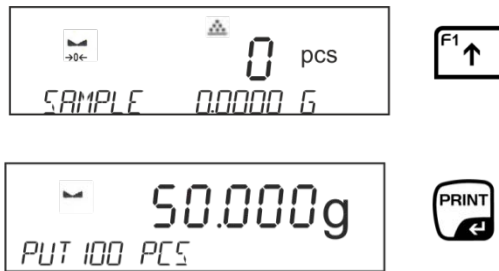 →0←
0 pcs
SAMPLE 0.0000 G
F1 ↑
50.000g
PUT 100 PCS
PRINT